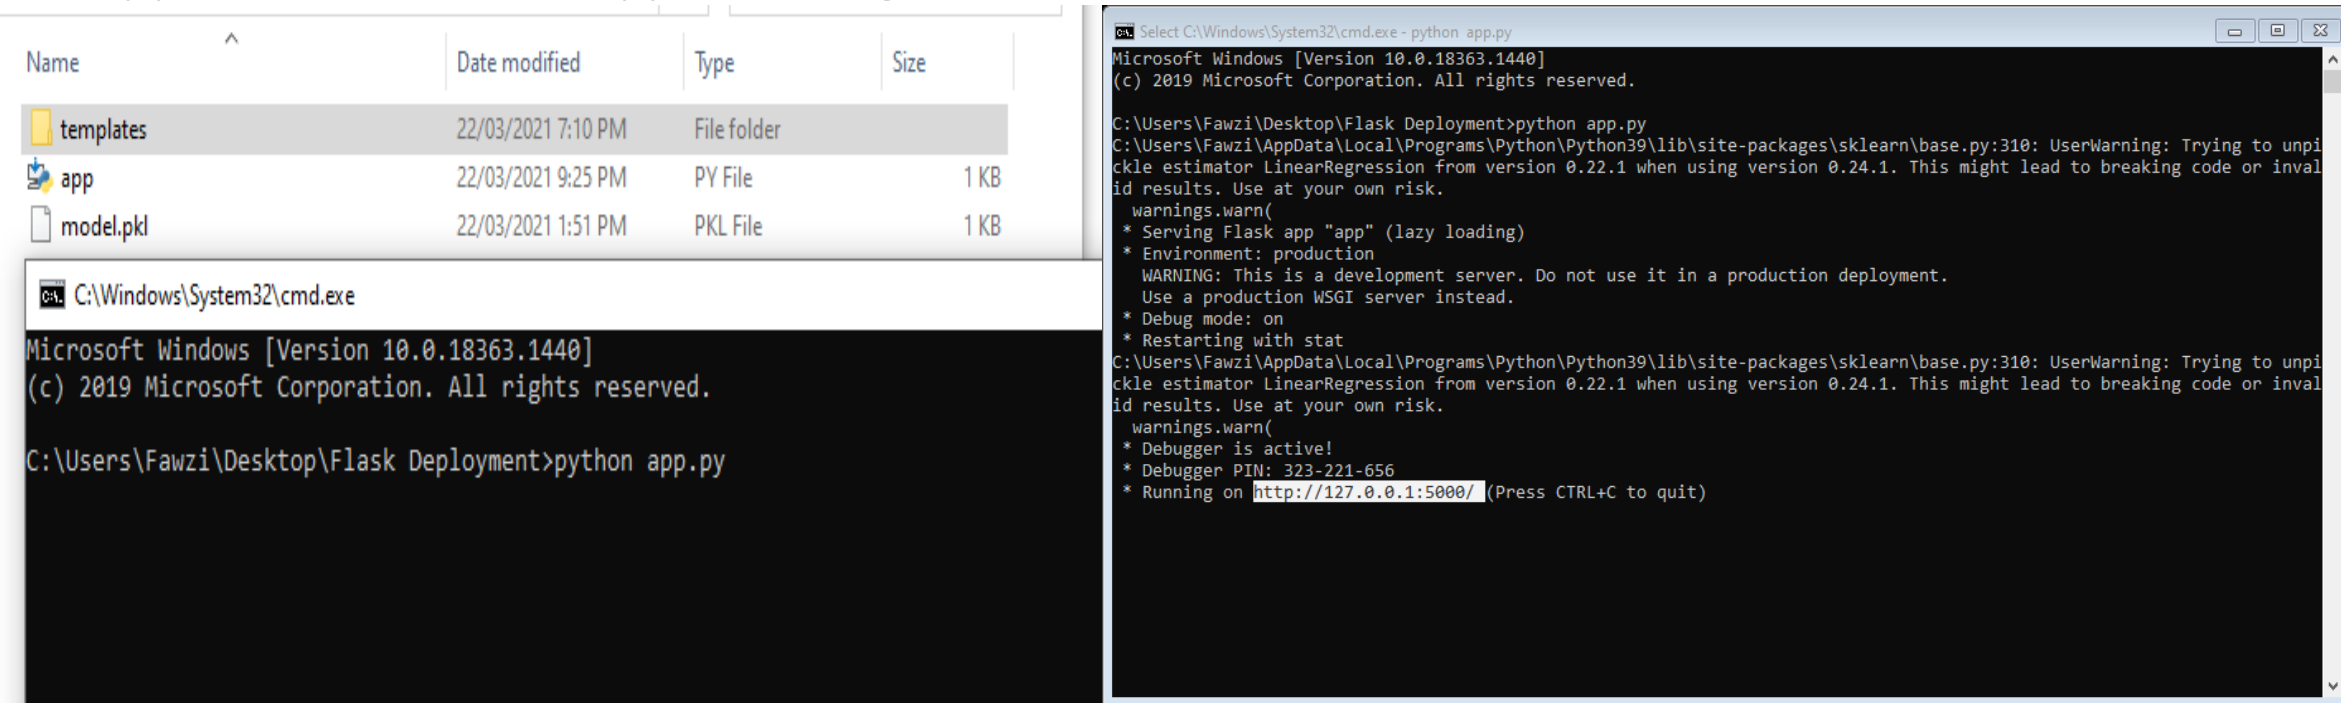 Name Date modified Type Size
templates 22/03/2021 7:10 PM File folder
app 22/03/2021 9:25 PM PY File 1 KB
model.pkl 22/03/2021 1:51 PM PKL File 1 KB
C:\Windows\System32\cmd.exe
Microsoft Windows [Version 10.0.18363.1440]
(c) 2019 Microsoft Corporation. All rights reserved.
C:\Users\Fawzi\Desktop\Flask Deployment>python app.py
Select C:\Windows\System32\cmd.exe - python app.py
Microsoft Windows [Version 10.0.18363.1440]
(c) 2019 Microsoft Corporation. All rights reserved.
C:\Users\Fawzi\Desktop\Flask Deployment>python app.py
C:\Users\Fawzi\AppData\Local\Programs\Python\Python39\lib\site-packages\sklearn\base.py:310: UserWarning: Trying to unpi
ckle estimator LinearRegression from version 0.22.1 when using version 0.24.1. This might lead to breaking code or inval
id results. Use at your own risk.
warnings.warn(
* Serving Flask app "app" (lazy loading)
* Environment: production
WARNING: This is a development server. Do not use it in a production deployment.
Use a production WSGI server instead.
* Debug mode: on
* Restarting with stat
C:\Users\Fawzi\AppData\Local\Programs\Python\Python39\lib\site-packages\sklearn\base.py:310: UserWarning: Trying to unpi
ckle estimator LinearRegression from version 0.22.1 when using version 0.24.1. This might lead to breaking code or inval
id results. Use at your own risk.
warnings.warn(
* Debugger is active!
* Debugger PIN: 323-221-656
* Running on http://127.0.0.1:5000/ (Press CTRL+C to quit)